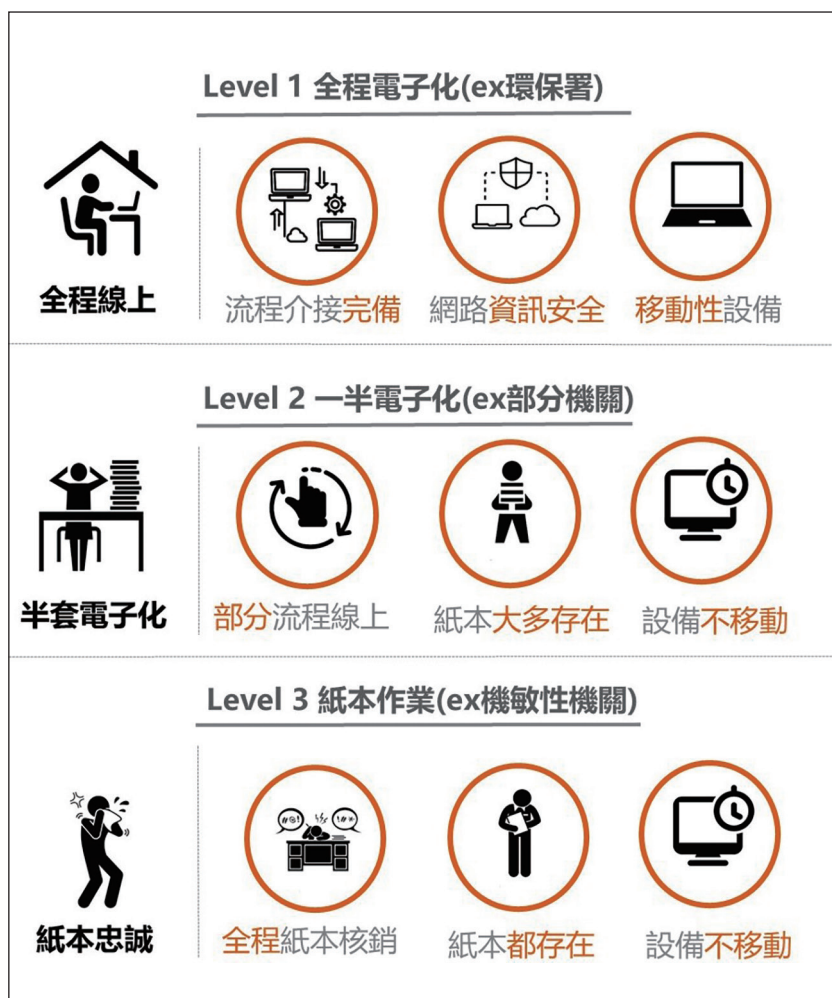 Level 1 全程電子化(ex環保署)
全程線上
流程介接完備
網路資訊安全
移動性設備
Level 2 一半電子化(ex部分機關)
半套電子化
部分流程線上
紙本大多存在
設備不移動
Level 3 紙本作業(ex機敏性機關)
紙本忠誠
#@!
!#*
全程紙本核銷
紙本都存在
設備不移動